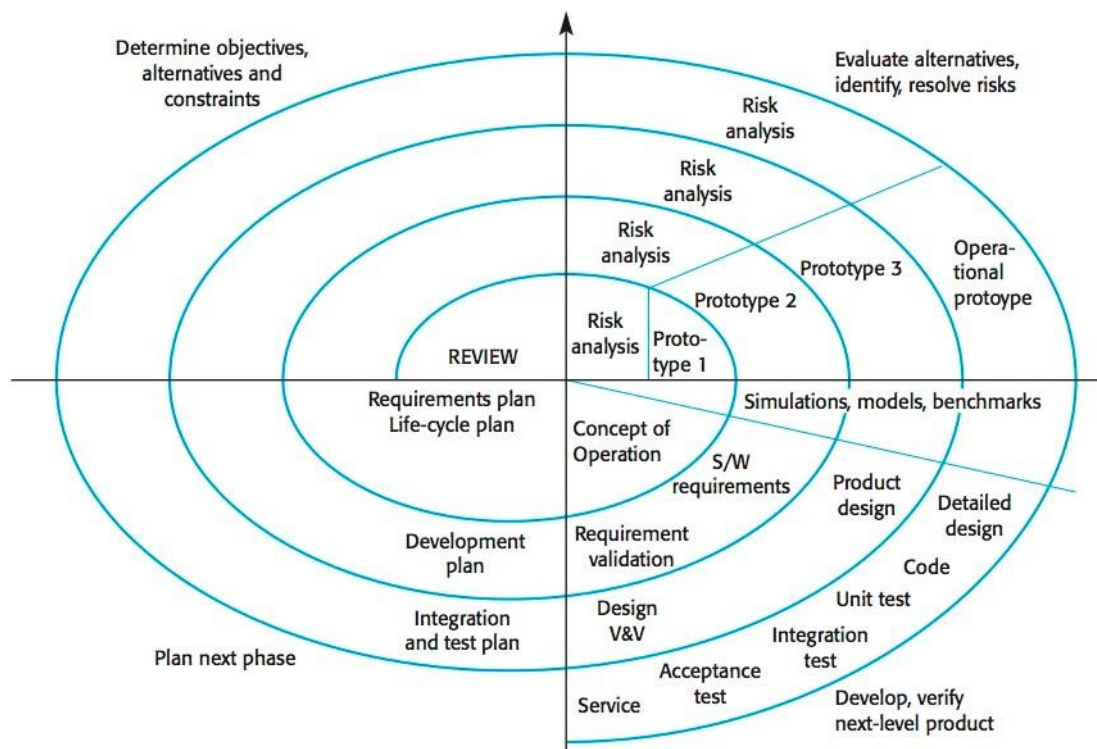 Determine objectives,
alternatives and
constraints
Evaluate alternatives,
identify, resolve risks
Risk
analysis
Risk
analysis
Risk
analysis
Risk
analysis
Proto-
type 1
Prototype 2
Prototype 3
Opera-
tional
protoype
REVIEW
Requirements plan
Life-cycle plan
Simulations, models, benchmarks
Concept of
Operation
S/W
requirements
Product
design
Detailed
design
Development
plan
Requirement
validation
Code
Unit test
Integration
and test plan
Design
V&V
Integration
test
Plan next phase
Acceptance
test
Service
Develop, verify
next-level product